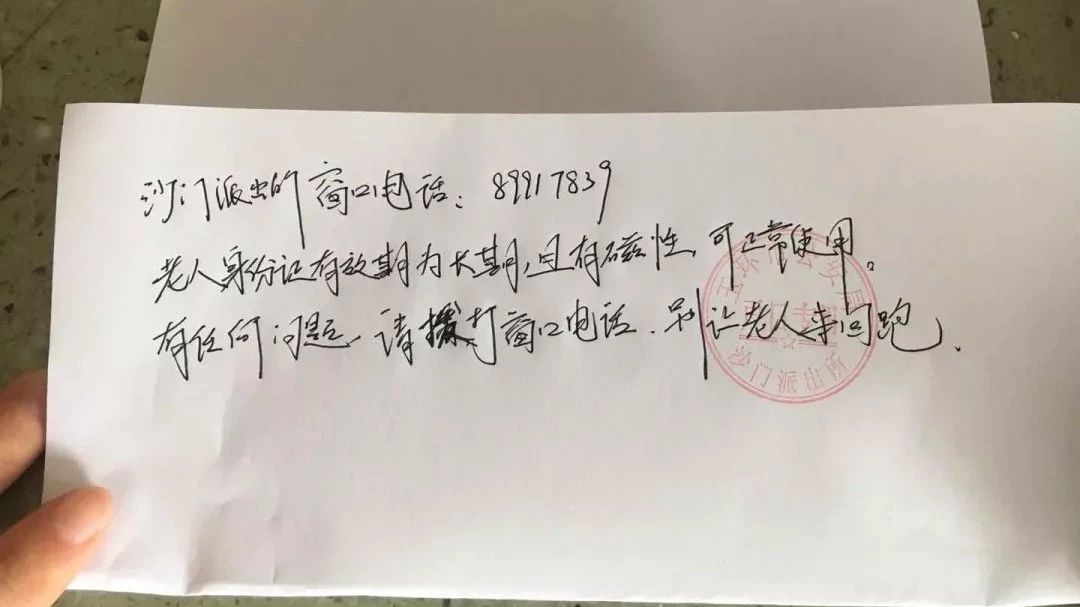 沙门派出所窗口电话：89917839
老人身份证有效期为长期，且有磁性，可正常使用。
有任何问题，请拨打窗口电话.别让老人来回跑.
沙门派出所